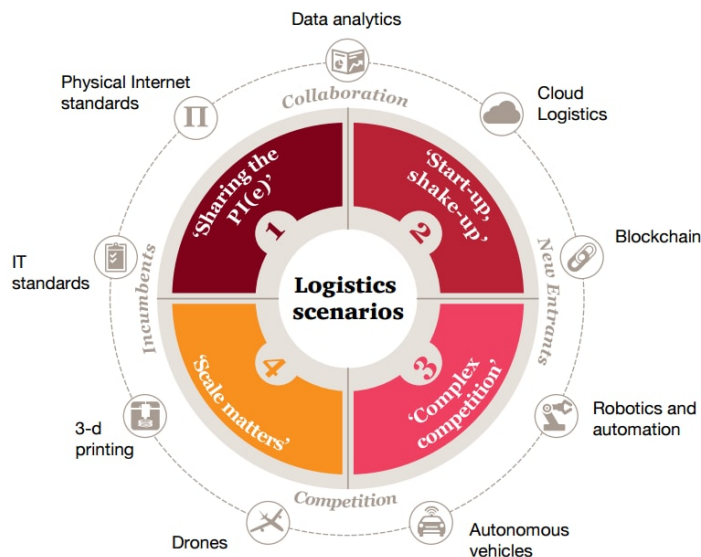 Data analytics
Physical Internet
standards
Collaboration
Cloud
Logistics
Π
'Sharing the
PI(e)'
'Start-up,
shake-up'
1
2
Blockchain
IT
standards
Incumbents
New Entrants
Logistics
scenarios
4
3
'Scale matters'
'Complex
competition'
3-d
printing
Robotics and
automation
Competition
Drones
Autonomous
vehicles